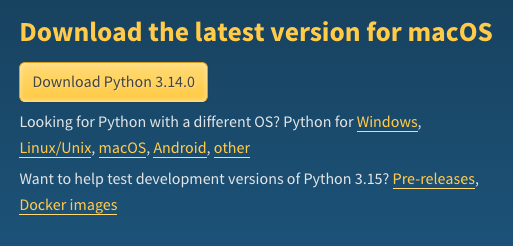 Download the latest version for macOS
Download Python 3.14.0
Looking for Python with a different OS? Python for Windows,
Linux/Unix, macOS, Android, other
Want to help test development versions of Python 3.15? Pre-releases,
Docker images